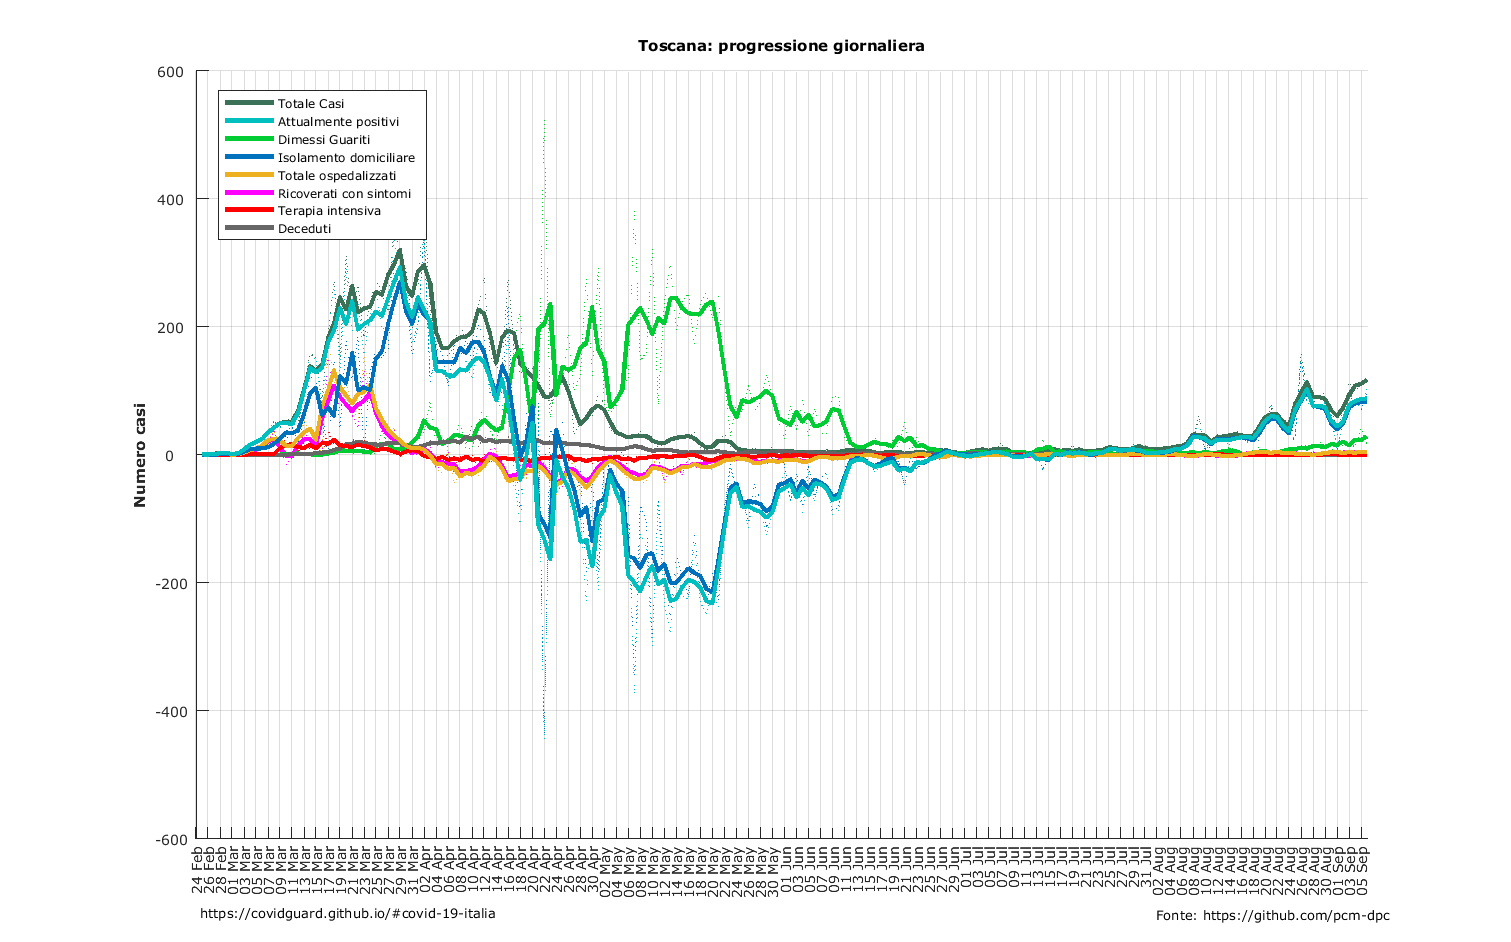 Toscana: progressione giornaliera
600
400
200
0
-200
-400
-600
Numero casi
Totale Casi
Attualmente positivi
Dimessi Guariti
Isolamento domiciliare
Totale ospedalizzati
Ricoverati con sintomi
Terapia intensiva
Deceduti
24 Feb
26 Feb
28 Feb
01 Mar
03 Mar
05 Mar
07 Mar
09 Mar
11 Mar
13 Mar
15 Mar
17 Mar
19 Mar
21 Mar
23 Mar
25 Mar
27 Mar
29 Mar
31 Mar
02 Apr
04 Apr
06 Apr
08 Apr
10 Apr
12 Apr
14 Apr
16 Apr
18 Apr
20 Apr
22 Apr
24 Apr
26 Apr
28 Apr
30 Apr
02 May
04 May
06 May
08 May
10 May
12 May
14 May
16 May
18 May
20 May
22 May
24 May
26 May
28 May
30 May
01 Jun
03 Jun
05 Jun
07 Jun
09 Jun
11 Jun
13 Jun
15 Jun
17 Jun
19 Jun
21 Jun
23 Jun
25 Jun
27 Jun
29 Jun
01 Jul
03 Jul
05 Jul
07 Jul
09 Jul
11 Jul
13 Jul
15 Jul
17 Jul
19 Jul
21 Jul
23 Jul
25 Jul
27 Jul
29 Jul
31 Jul
02 Aug
04 Aug
06 Aug
08 Aug
10 Aug
12 Aug
14 Aug
16 Aug
18 Aug
20 Aug
22 Aug
24 Aug
26 Aug
28 Aug
30 Aug
01 Sep
03 Sep
05 Sep
https://covidguard.github.io/#covid-19-italia
Fonte: https://github.com/pcm-dpc